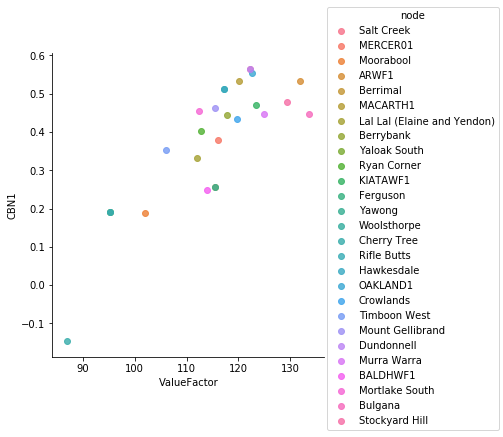 node
Salt Creek
MERCER01
Moorabool
ARWF1
Berrimal
MACARTH1
Lal Lal (Elaine and Yendon)
Berrybank
Yaloak South
Ryan Corner
KIATAWF1
Ferguson
Yawong
Woolsthorpe
Cherry Tree
Rifle Butts
Hawkesdale
OAKLAND1
Crowlands
Timboon West
Mount Gellibrand
Dundonnell
Murra Warra
BALDHWF1
Mortlake South
Bulgana
Stockyard Hill
0.6
0.5
0.4
0.3
0.2
0.1
0.0
−0.1
CBN1
90 100 110 120 130
ValueFactor